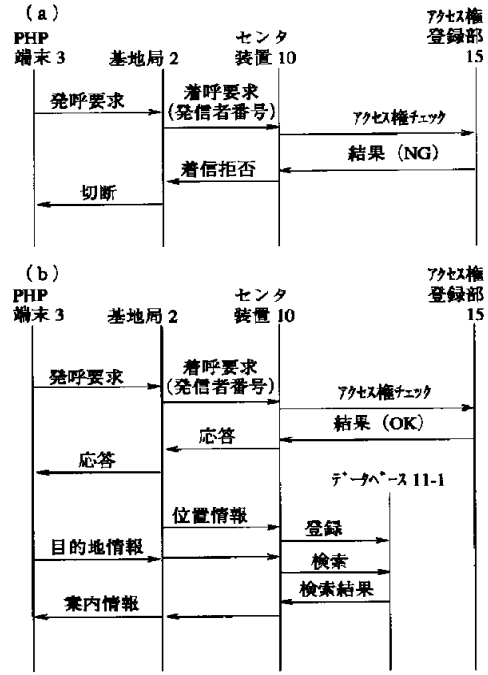 (a)
PHP
端末 3
基地局 2
センタ
装置 10
アクセス権
登録部
15
発呼要求
着呼要求
(発信者番号)
アクセス権チェック
結果 (NG)
着信拒否
切断
(b)
PHP
端末 3
基地局 2
センタ
装置 10
アクセス権
登録部
15
発呼要求
着呼要求
(発信者番号)
アクセス権チェック
結果 (OK)
応答
応答
データベース 11-1
位置情報
登録
目的地情報
検索
検索結果
案内情報